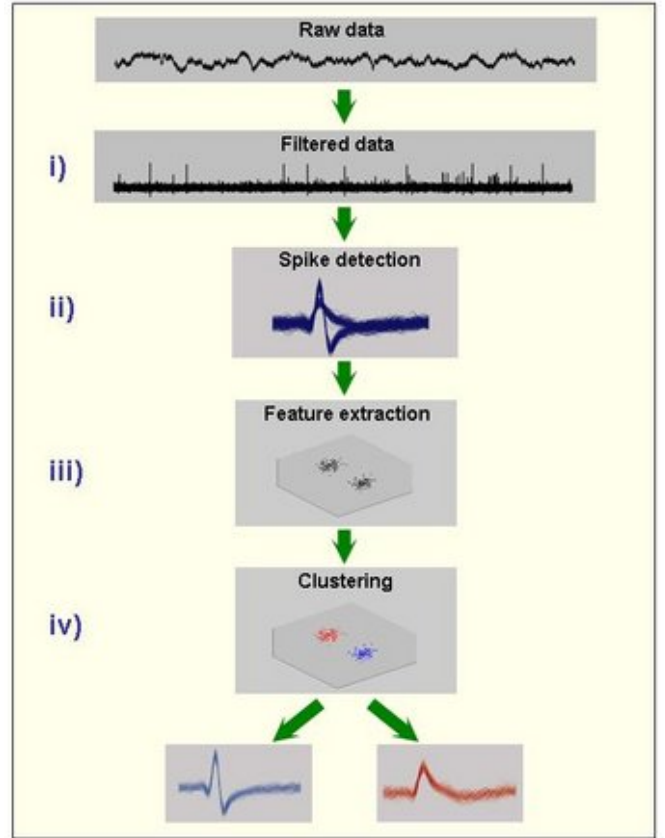 Raw data
i)
Filtered data
ii)
Spike detection
iii)
Feature extraction
iv)
Clustering